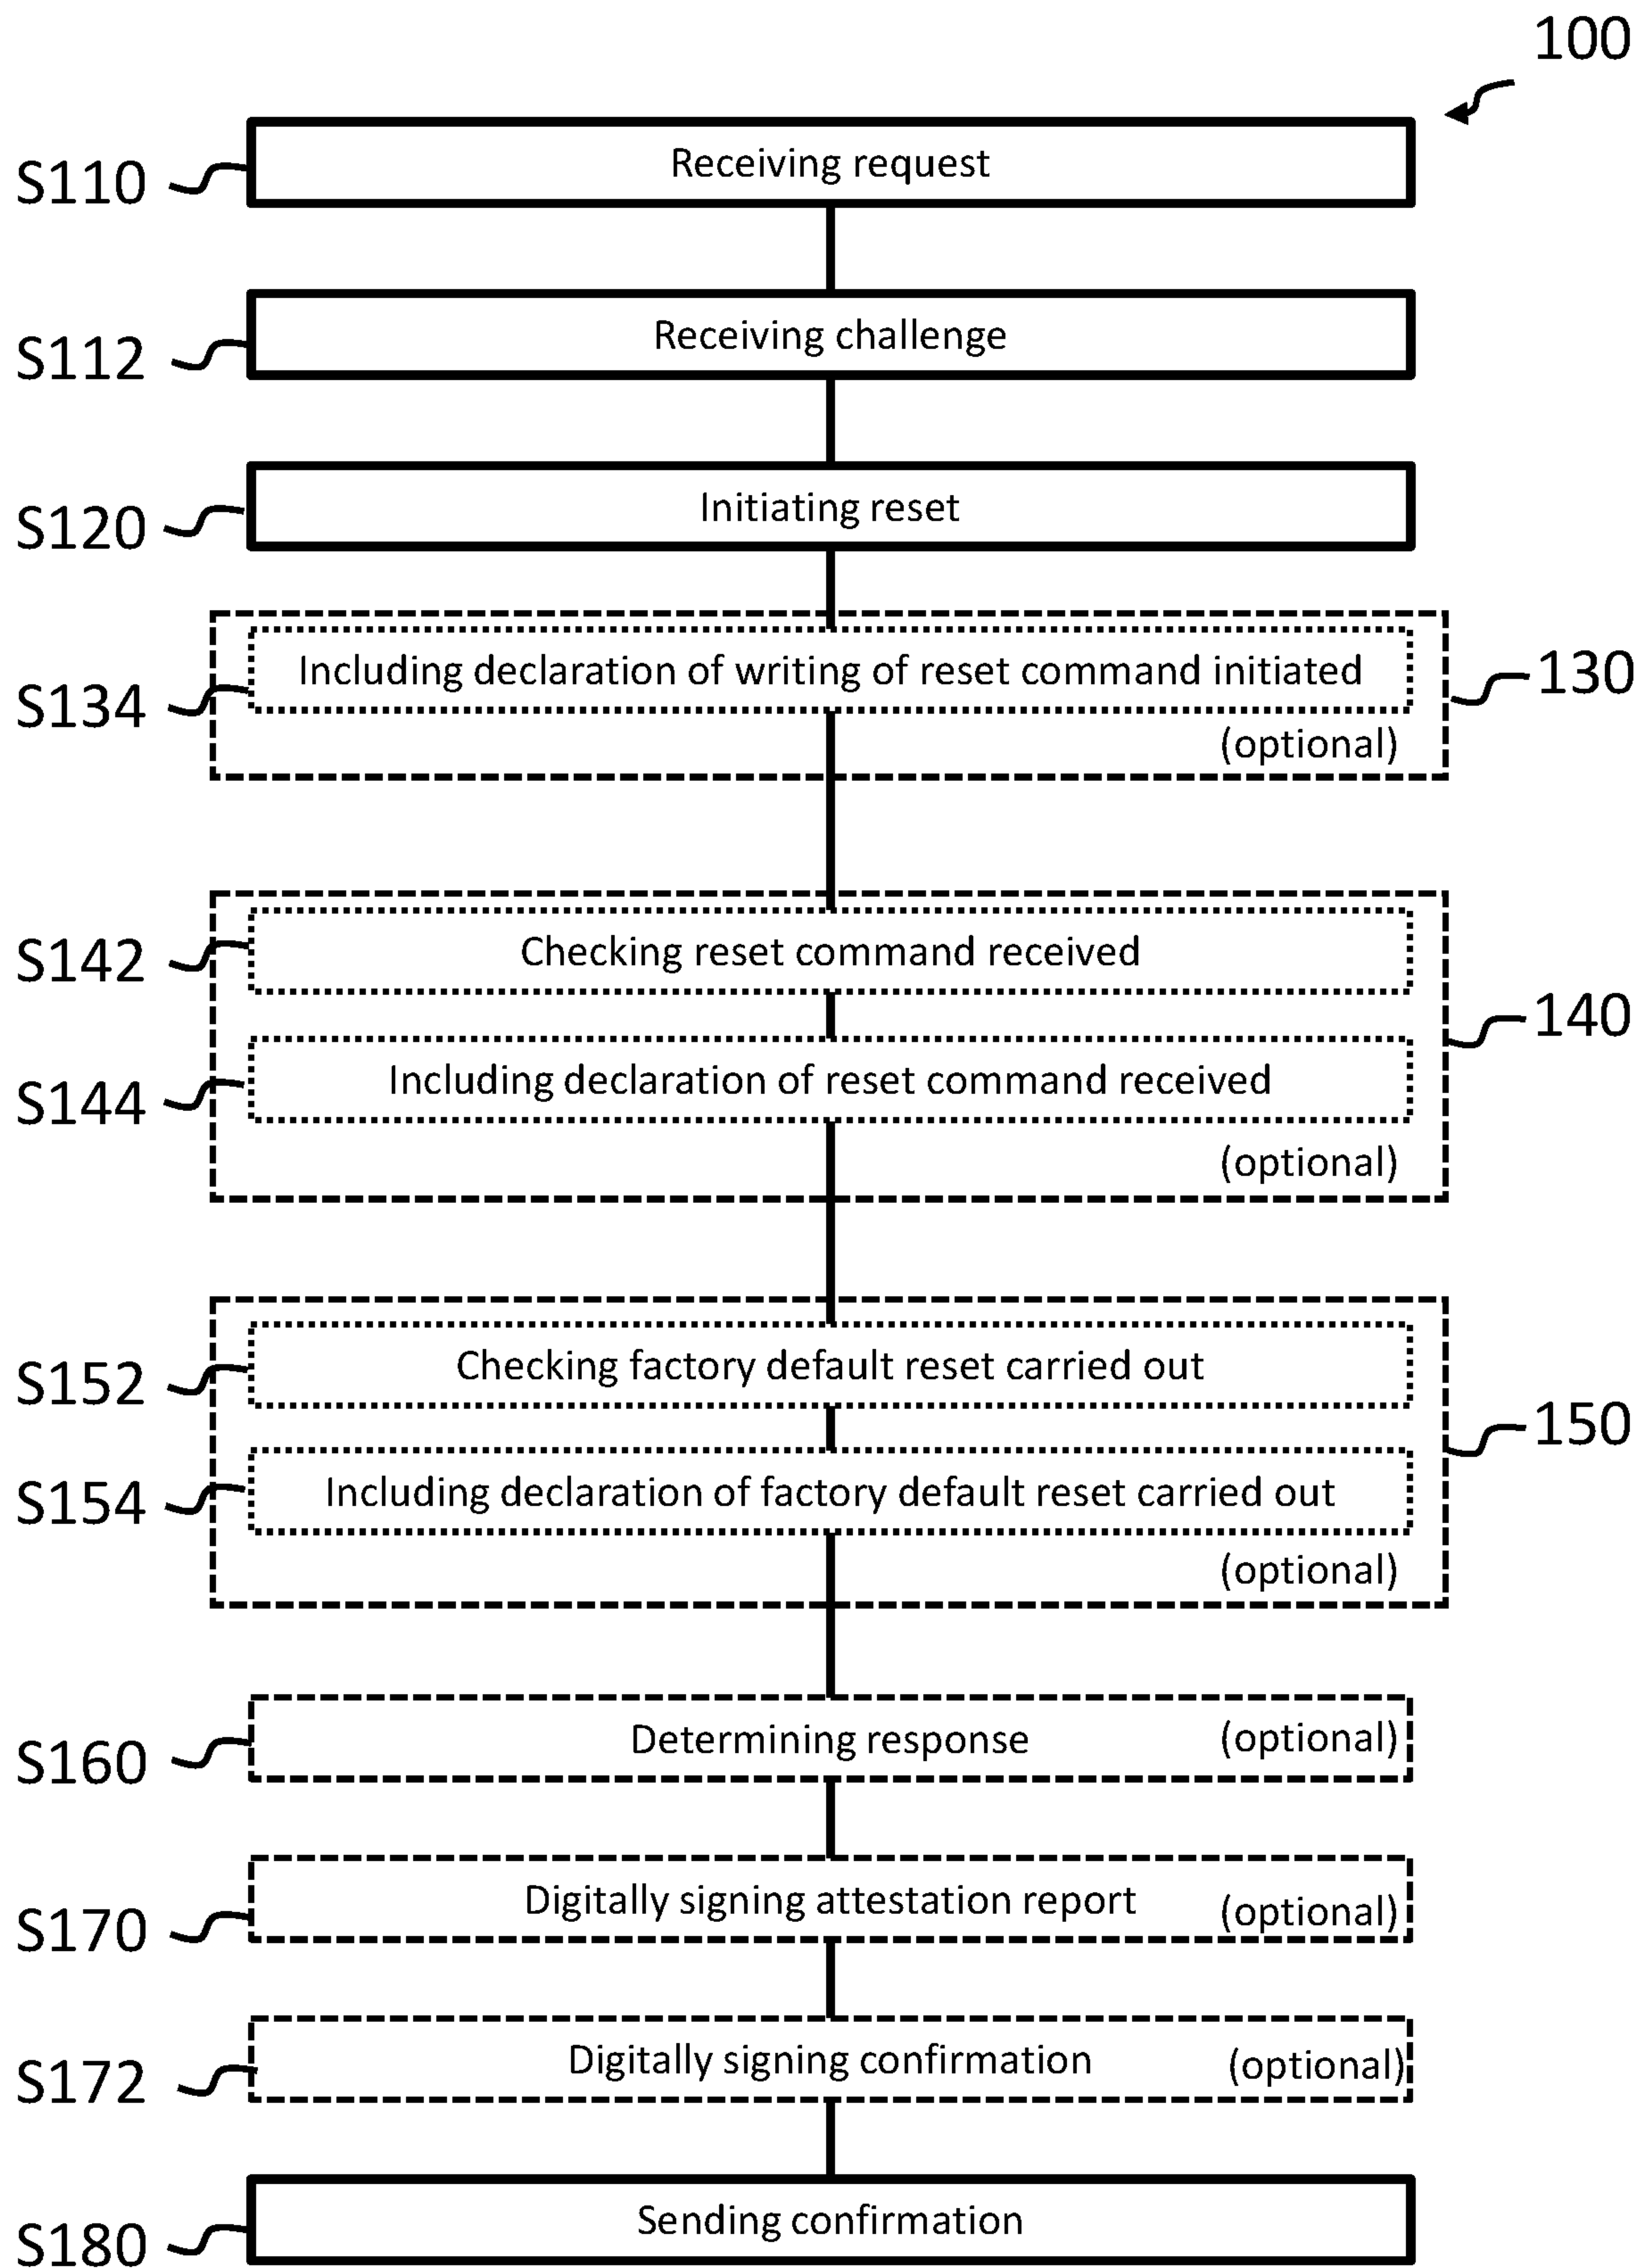 100
S110 Receiving request
S112 Receiving challenge
S120 Initiating reset
S134 Including declaration of writing of reset command initiated 130
(optional)
S142 Checking reset command received
140
S144 Including declaration of reset command received
(optional)
S152 Checking factory default reset carried out
150
S154 Including declaration of factory default reset carried out
(optional)
S160 Determining response (optional)
S170 Digitally signing attestation report (optional)
S172 Digitally signing confirmation (optional)
S180 Sending confirmation